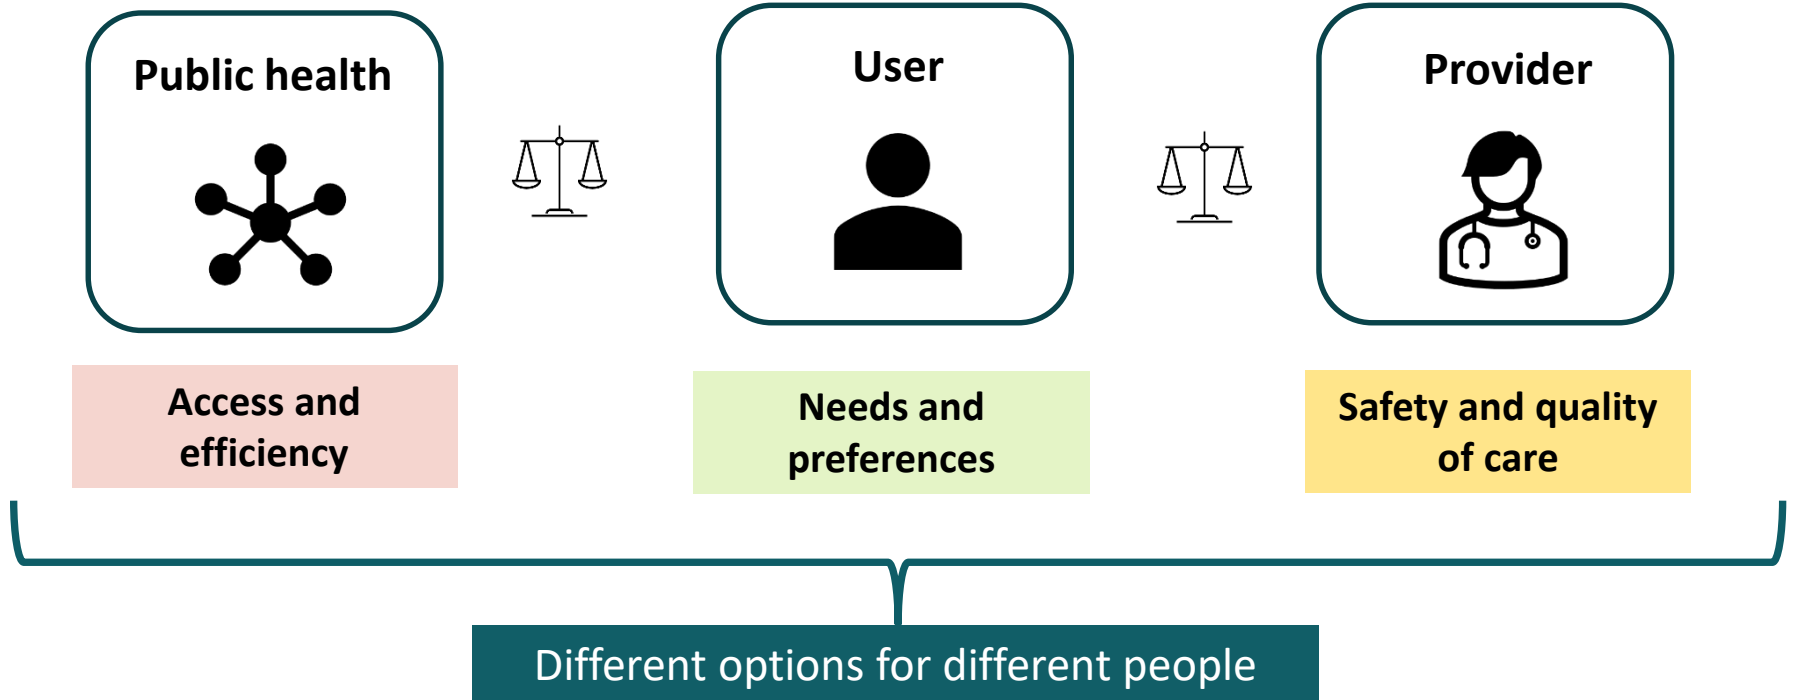 Public health
User
Provider
Access and
efficiency
Needs and
preferences
Safety and quality
of care
Different options for different people